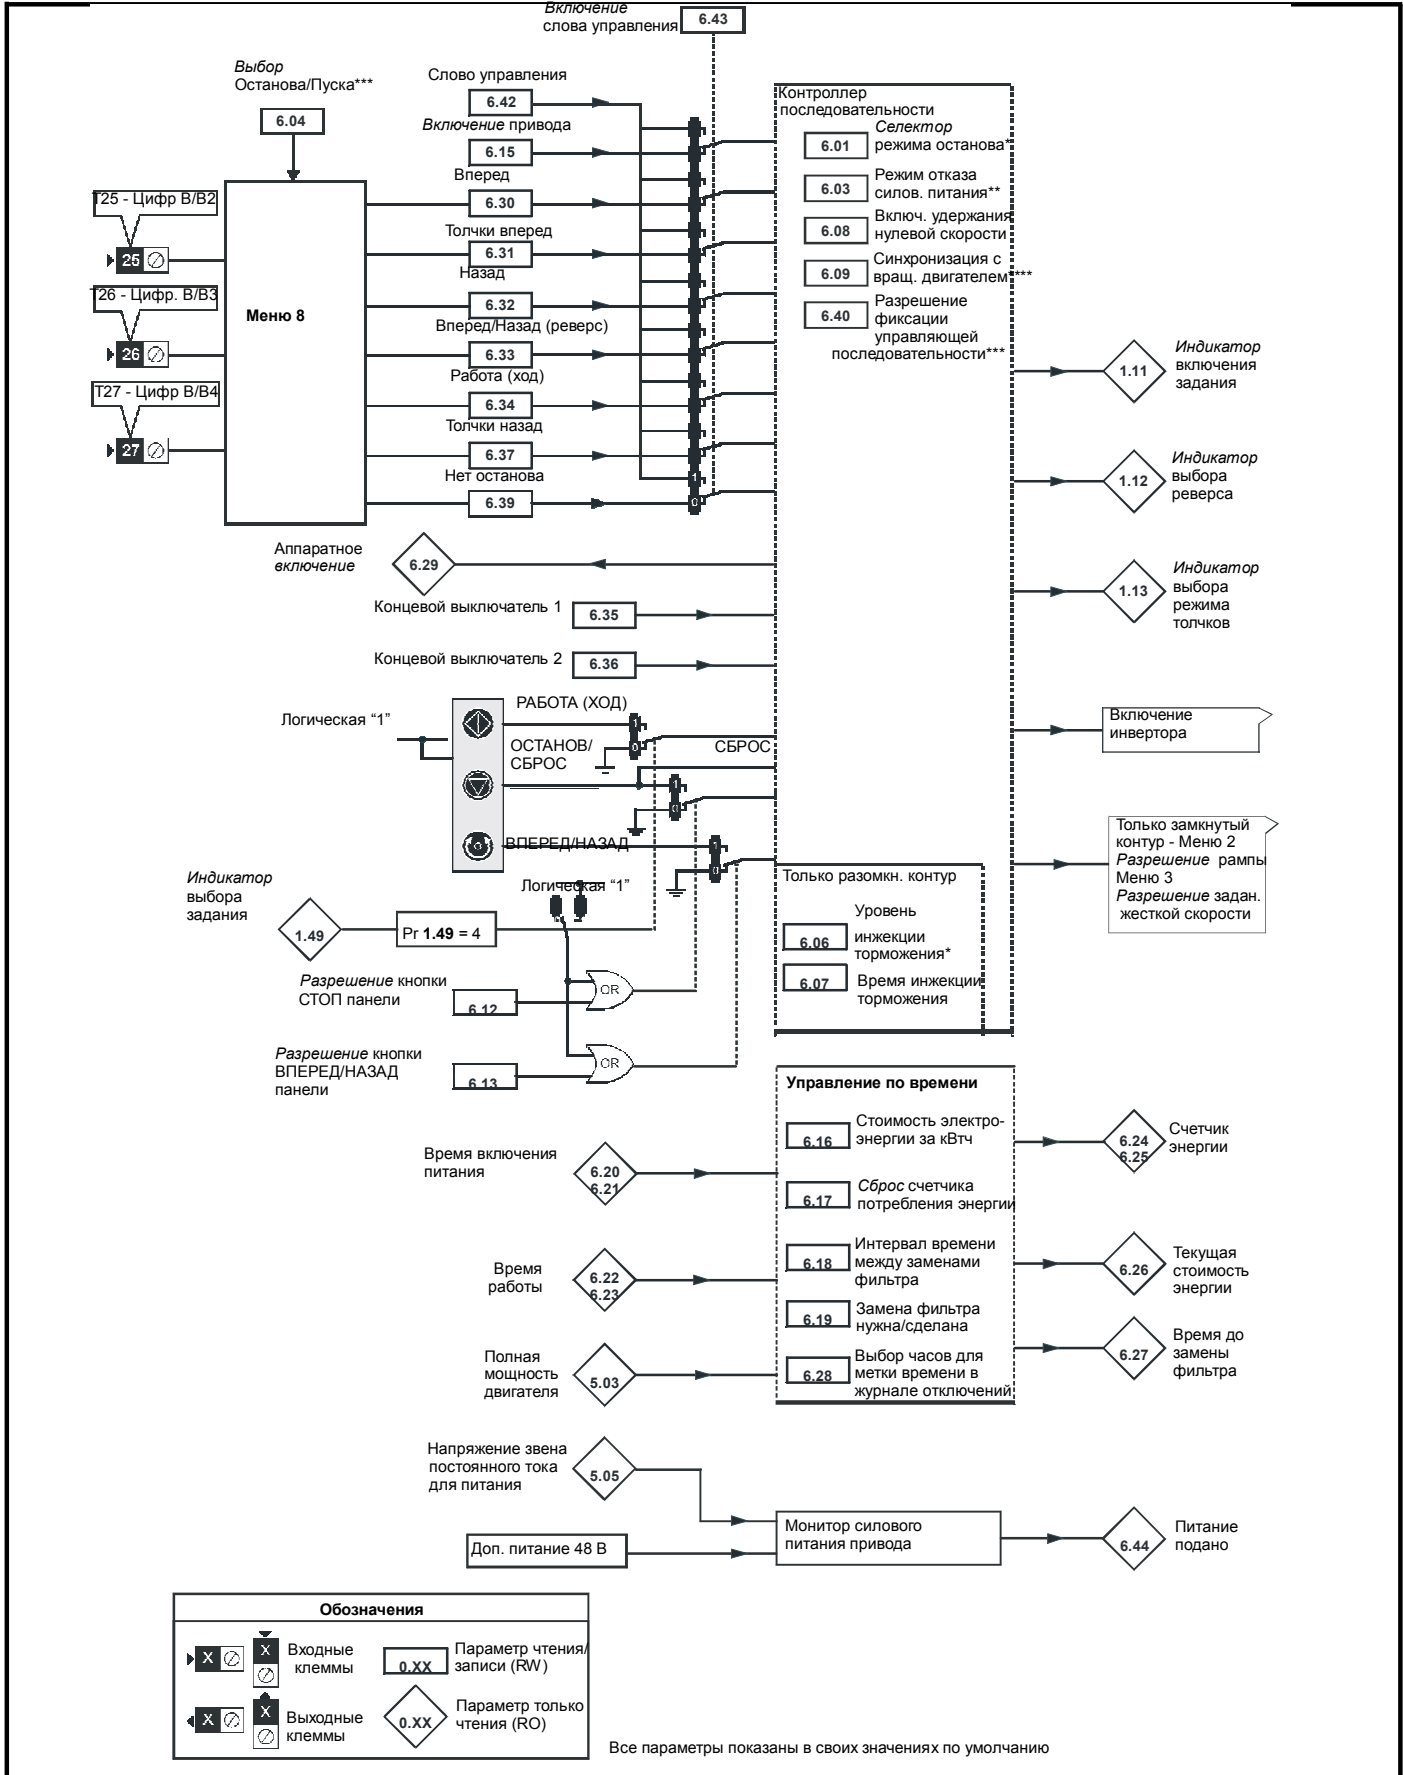 Включение
слова управления
6.43
Выбор
Останова/Пуска***
6.04
Слово управления
6.42
Включение привода
6.15
Вперед
6.30
Толчки вперед
6.31
Назад
6.32
Вперед/Назад (реверс)
6.33
Работа (ход)
6.34
Толчки назад
6.37
Нет останова
6.39
T25 - Цифр В/В2
25
T26 - Цифр. В/В3
26
T27 - Цифр В/В4
27
Меню 8
1
0
Контроллер
последовательности
6.01
Селектор
режима останова*
6.03
Режим отказа
силов. питания**
6.08
Включ. удержания
нулевой скорости
6.09
Синхронизация с
вращ. двигателем****
6.40
Разрешение
фиксации
управляющей
последовательности***
1.11
Индикатор
включения
задания
1.12
Индикатор
выбора
реверса
1.13
Индикатор
выбора
режима
толчков
Аппаратное
включение
6.29
Концевой выключатель 1
6.35
Концевой выключатель 2
6.36
Логическая “1”
РАБОТА (ХОД)
1
0
ОСТАНОВ/
СБРОС
СБРОС
1
0
ВПЕРЕД/НАЗАД
1
0
Включение
инвертора
Только замкнутый
контур - Меню 2
Разрешение рампы
Меню 3
Разрешение задан.
жесткой скорости
Индикатор
выбора
задания
1.49
Pr 1.49 = 4
Логическая “1”
Только разомкн. контур
6.06
Уровень
инжекции
торможения*
6.07
Время инжекции
торможения
Разрешение кнопки
СТОП панели
6.12
OR
Разрешение кнопки
ВПЕРЕД/НАЗАД
панели
6.13
OR
Управление по времени
6.16
Стоимость электро-
энергии за кВтч
6.17
Сброс счетчика
потребления энергии
6.18
Интервал времени
между заменами
фильтра
6.19
Замена фильтра
нужна/сделана
6.28
Выбор часов для
метки времени в
журнале отключений
Время включения
питания
6.20
6.21
Время
работы
6.22
6.23
Полная
мощность
двигателя
5.03
6.24
6.25
Счетчик
энергии
6.26
Текущая
стоимость
энергии
6.27
Время до
замены
фильтра
Напряжение звена
постоянного тока
для питания
5.05
Доп. питание 48 В
Монитор силового
питания привода
6.44
Питание
подано
Обозначения
X
X
Входные
клеммы
0.XX
Параметр чтения/
записи (RW)
X
X
Выходные
клеммы
0.XX
Параметр только
чтения (RO)
Все параметры показаны в своих значениях по умолчанию